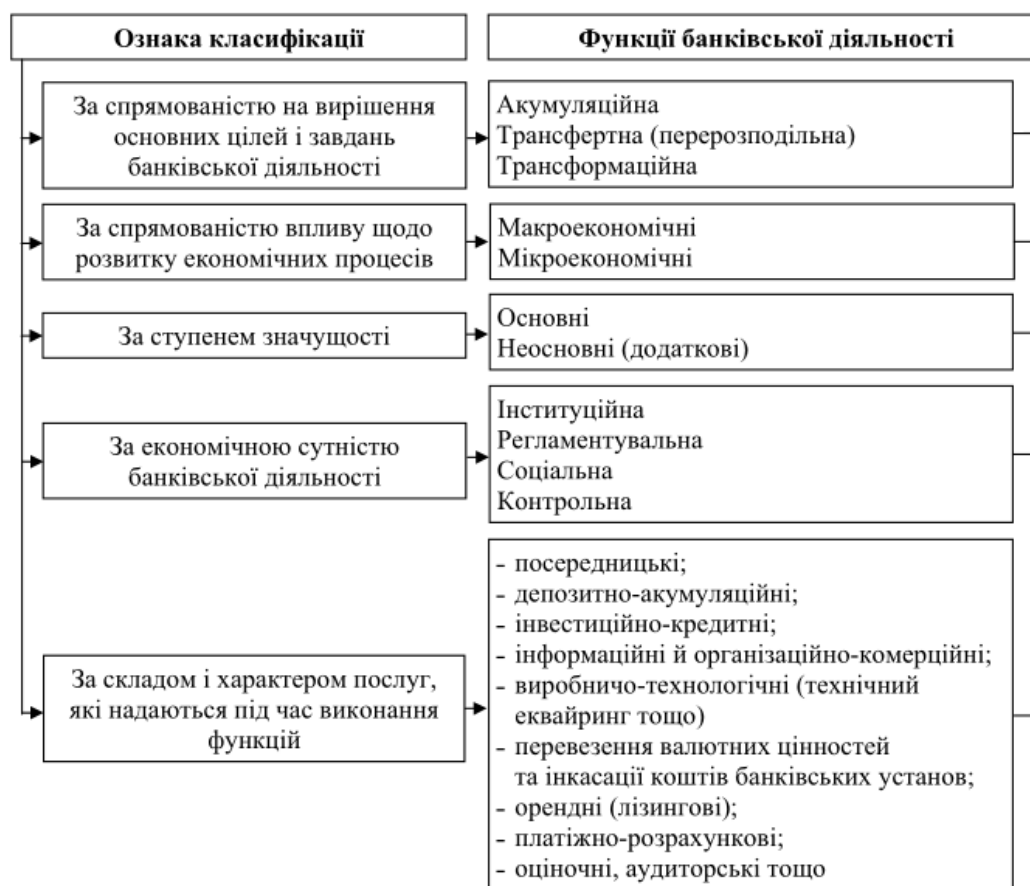 Ознака класифікації
Функції банківської діяльності
За спрямованістю на вирішення
основних цілей і завдань
банківської діяльності
Акумуляційна
Трансфертна (перерозподільна)
Трансформаційна
За спрямованістю впливу щодо
розвитку економічних процесів
Макроекономічні
Мікроекономічні
За ступенем значущості
Основні
Неосновні (додаткові)
За економічною сутністю
банківської діяльності
Інституційна
Регламентувальна
Соціальна
Контрольна
За складом і характером послуг,
які надаються під час виконання
функцій
- посередницькі;
- депозитно-акумуляційні;
- інвестиційно-кредитні;
- інформаційні й організаційно-комерційні;
- виробничо-технологічні (технічний
еквайринг тощо)
- перевезення валютних цінностей
та інкасації коштів банківських установ;
- орендні (лізингові);
- платіжно-розрахункові;
- оціночні, аудиторські тощо